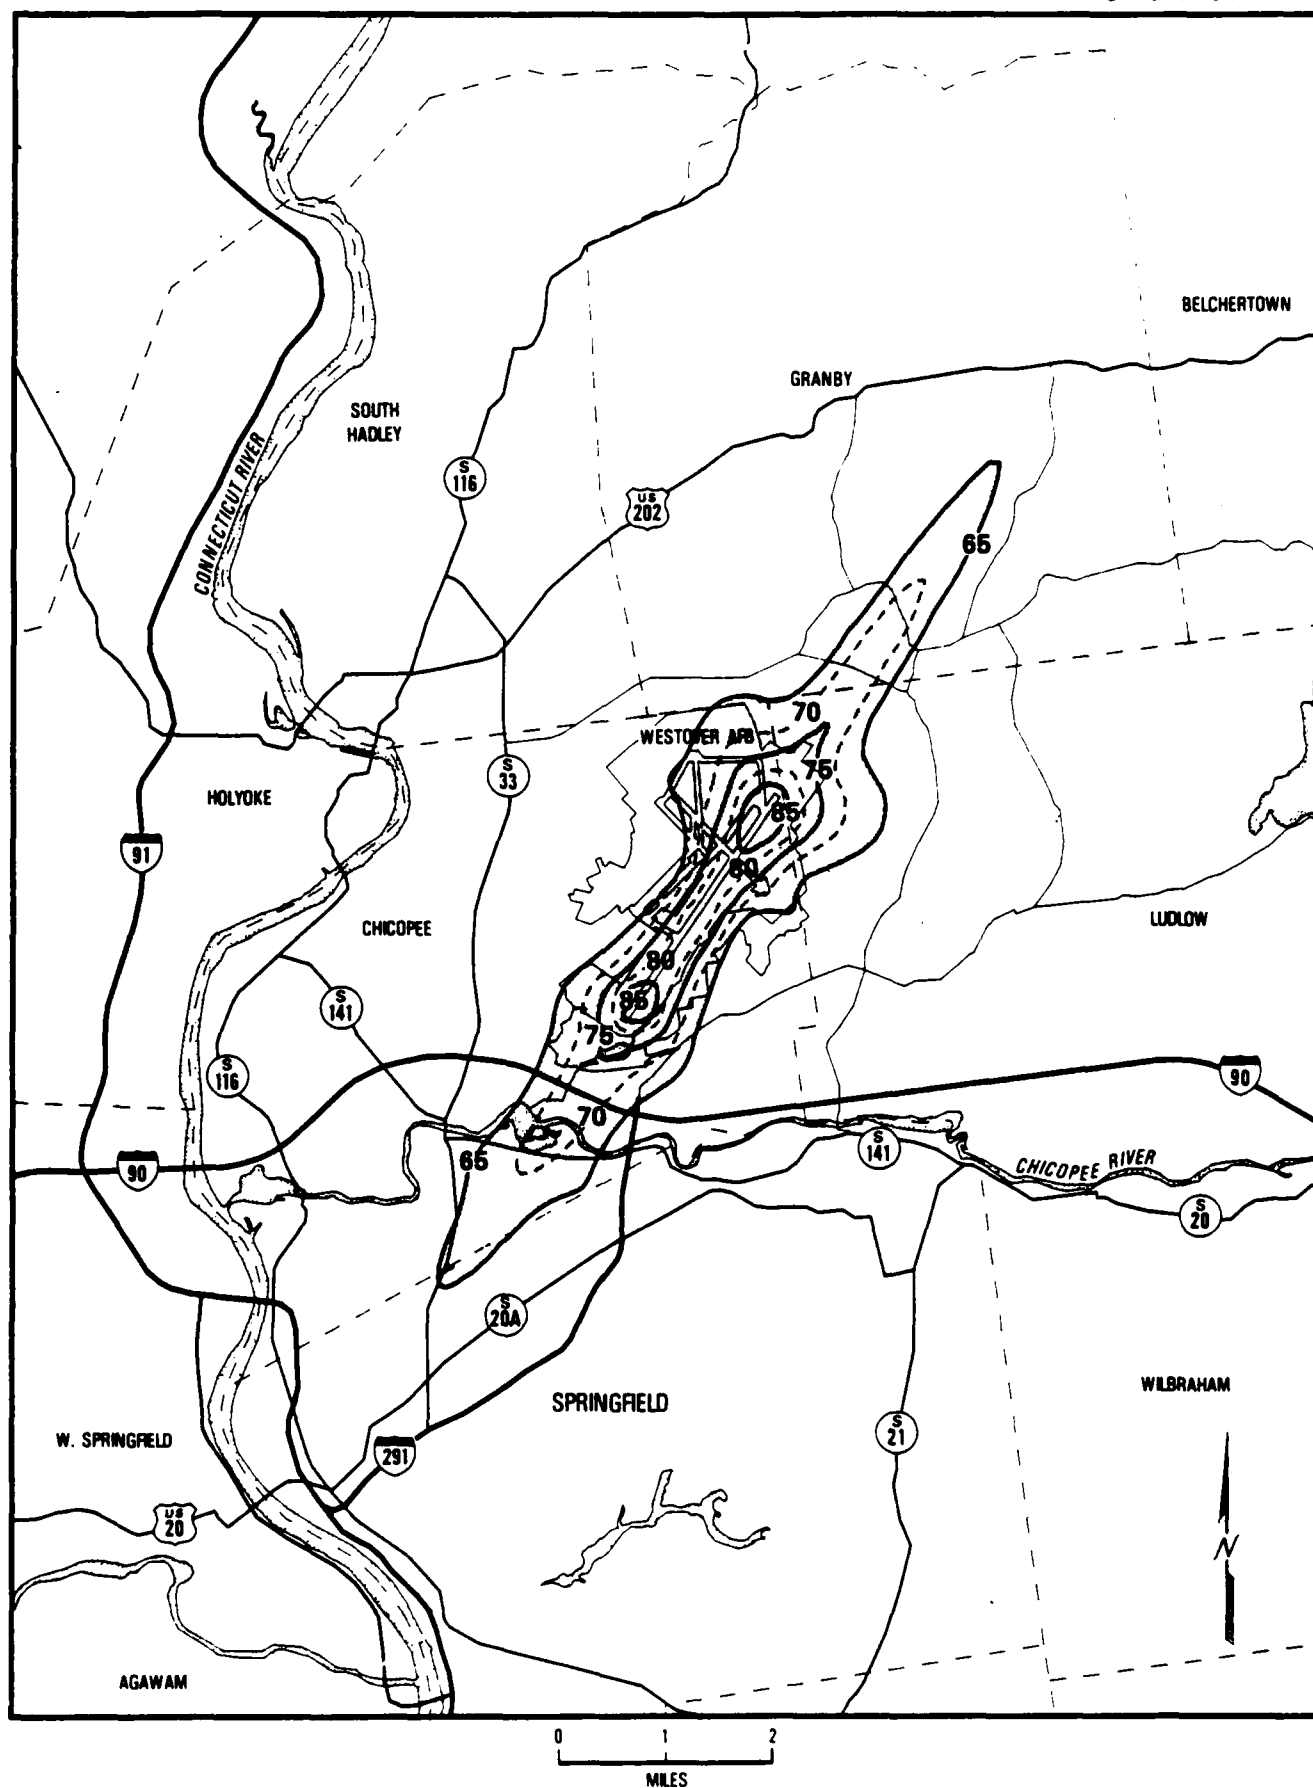 BELCHERTOWN
GRANBY
SOUTH
HADLEY
CONNECTICUT RIVER
S
116
US
202
65
70
WESTOVER AFB
75
S
33
HOLYOKE
85
91
80
CHICOPEE
LUDLOW
80
S
141
85
75
S
116
90
70
S
141
65
90
CHICOPEE RIVER
S
20
S
20A
WILBRAHAM
SPRINGFIELD
S
21
W. SPRINGFIELD
291
US
20
N
AGAWAM
0 1 2
MILES